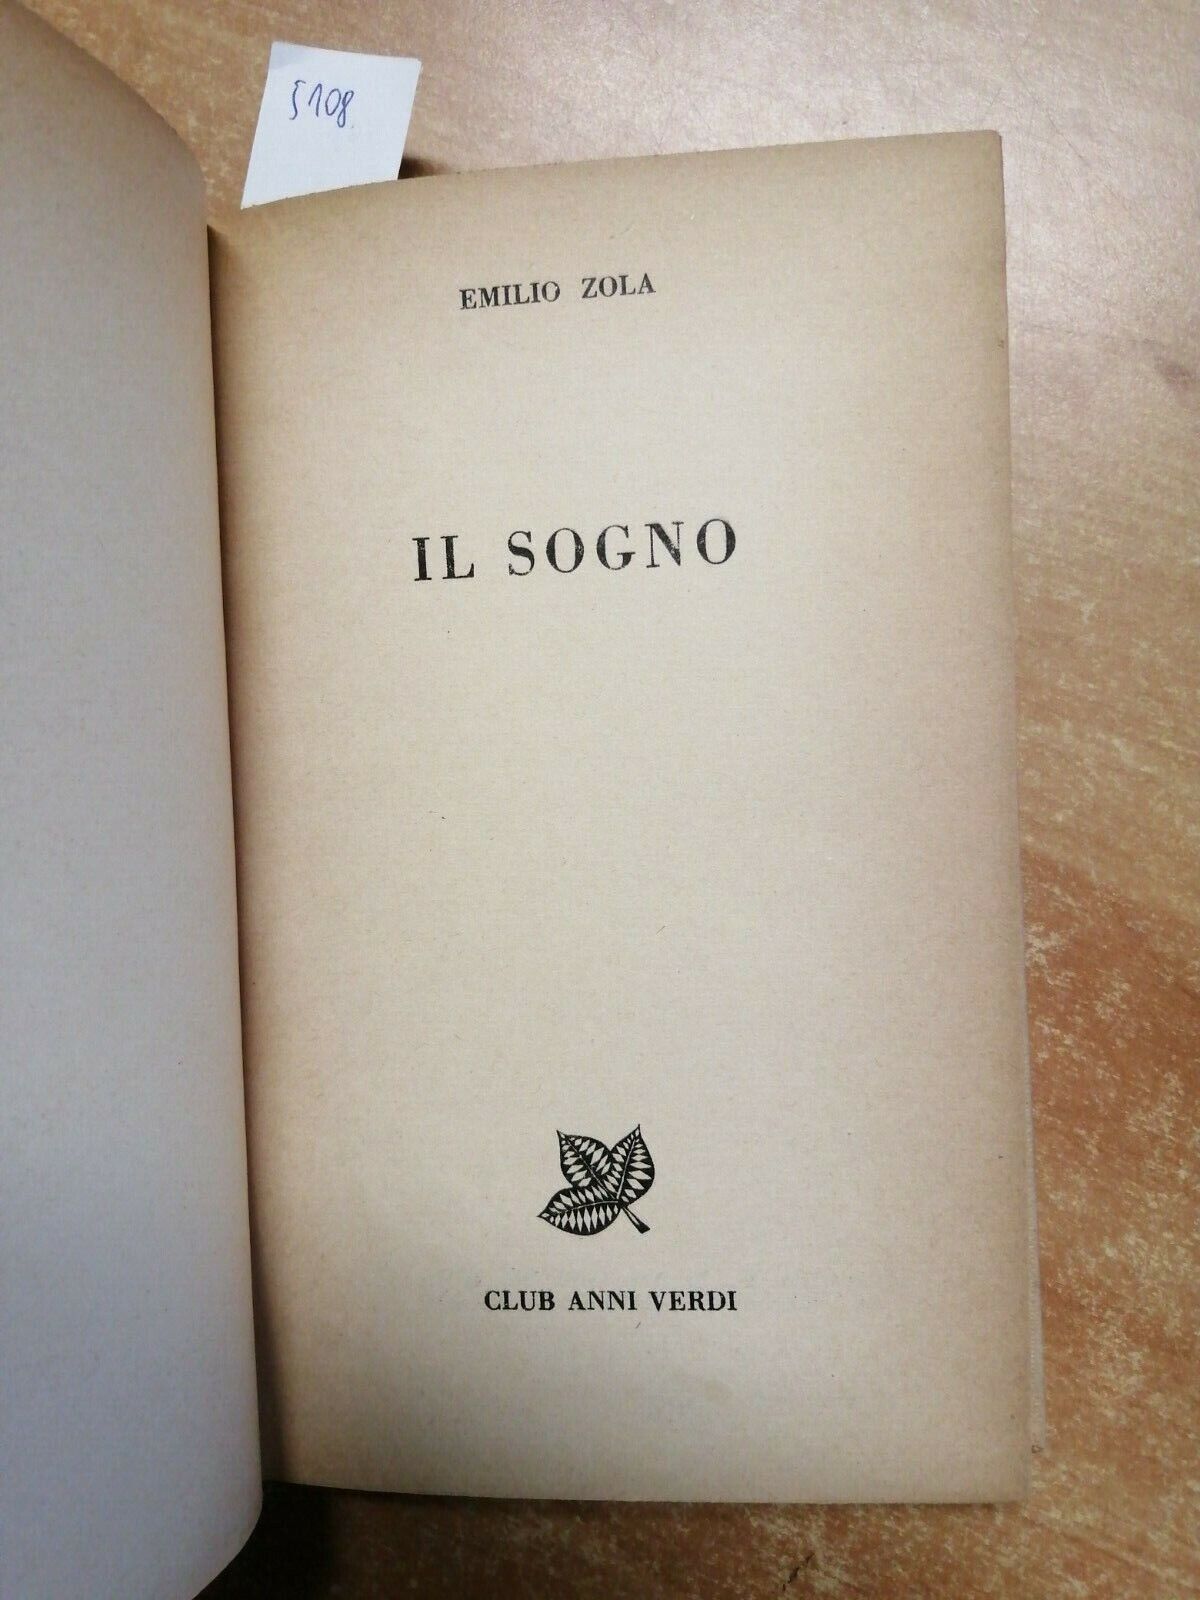 5108
EMILIO ZOLA
IL SOGNO
CLUB ANNI VERDI